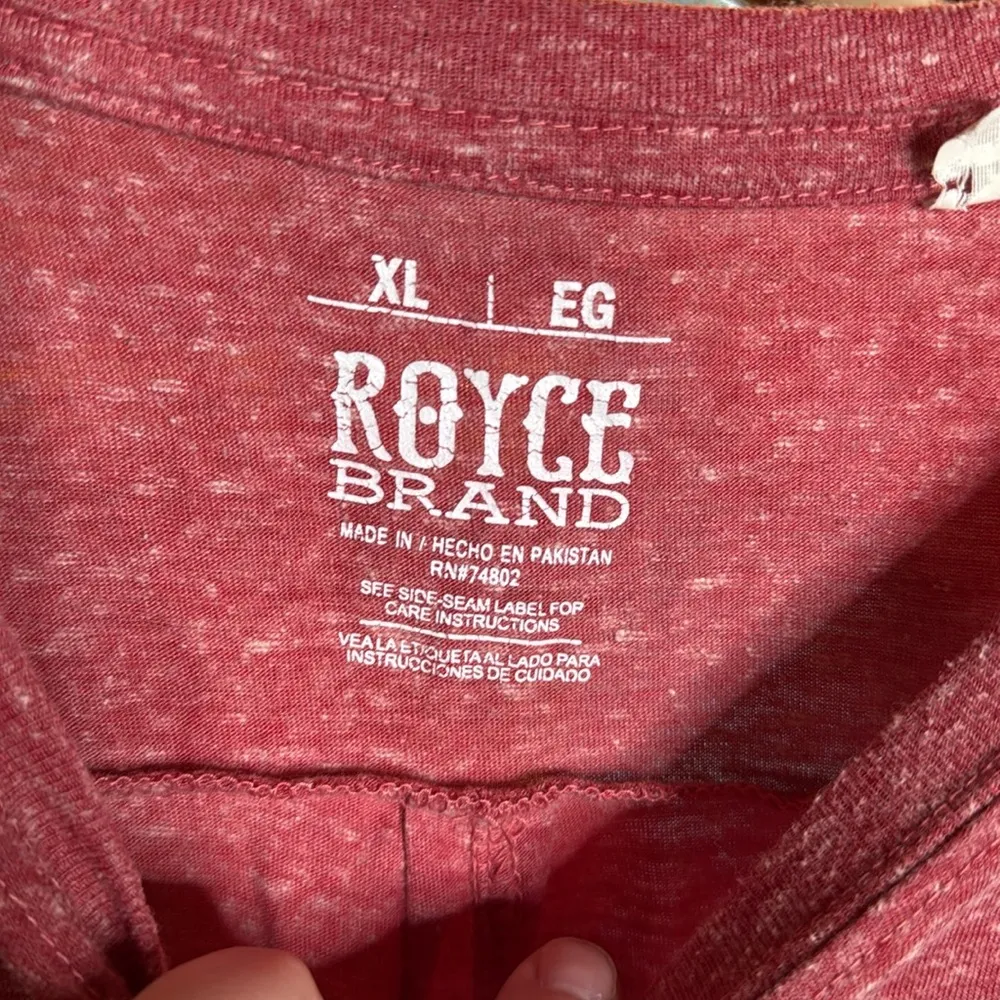 XL | EG
ROYCE
BRAND
MADE IN / HECHO EN PAKISTAN
RN#74802
SEE SIDE-SEAM LABEL FOR
CARE INSTRUCTIONS
VEA LA ETIQUETA AL LADO PARA
INSTRUCCIONES DE CUIDADO